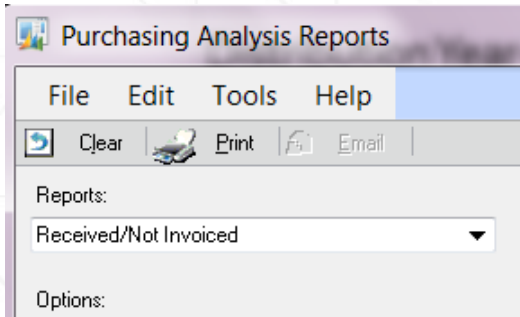 Purchasing Analysis Reports
File Edit Tools Help
Clear Print Email
Reports:
Received/Not Invoiced
Options: